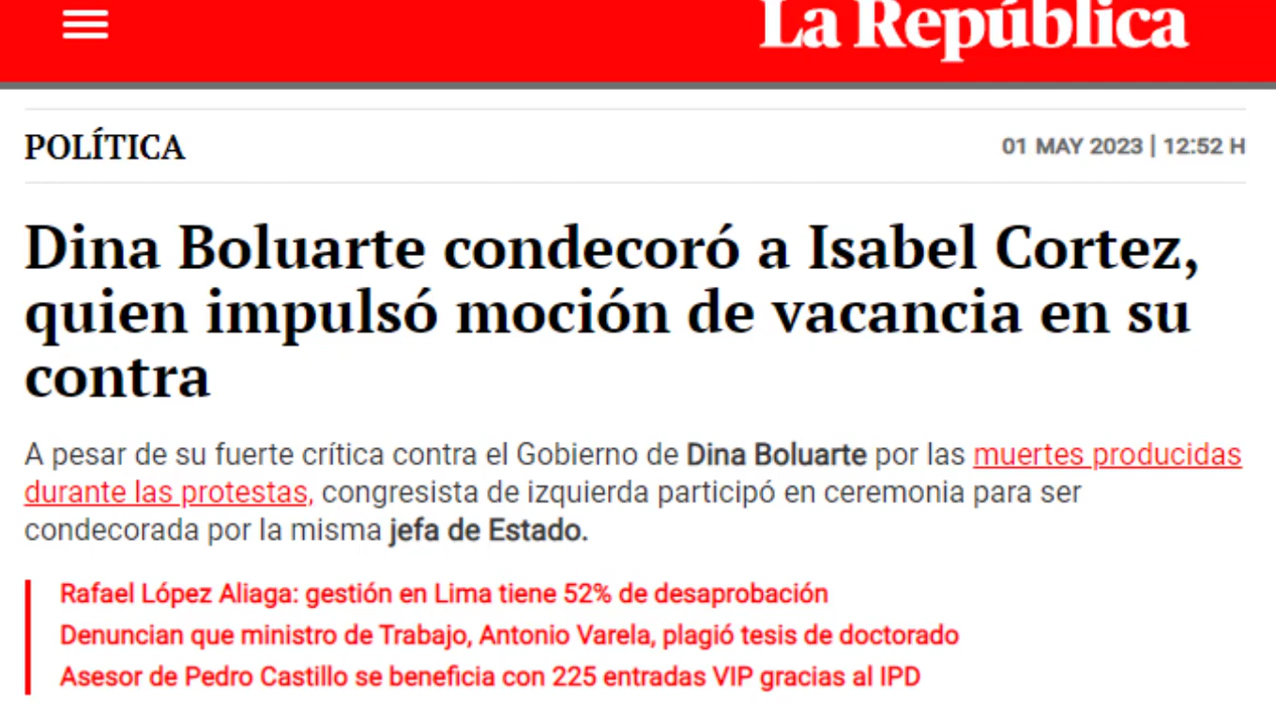 La República
POLÍTICA
01 MAY 2023 | 12:52 H
Dina Boluarte condecoró a Isabel Cortez,
quien impulsó moción de vacancia en su
contra
A pesar de su fuerte crítica contra el Gobierno de Dina Boluarte por las muertes producidas
durante las protestas, congresista de izquierda participó en ceremonia para ser
condecorada por la misma jefa de Estado.
Rafael López Aliaga: gestión en Lima tiene 52% de desaprobación
Denuncian que ministro de Trabajo, Antonio Varela, plagió tesis de doctorado
Asesor de Pedro Castillo se beneficia con 225 entradas VIP gracias al IPD